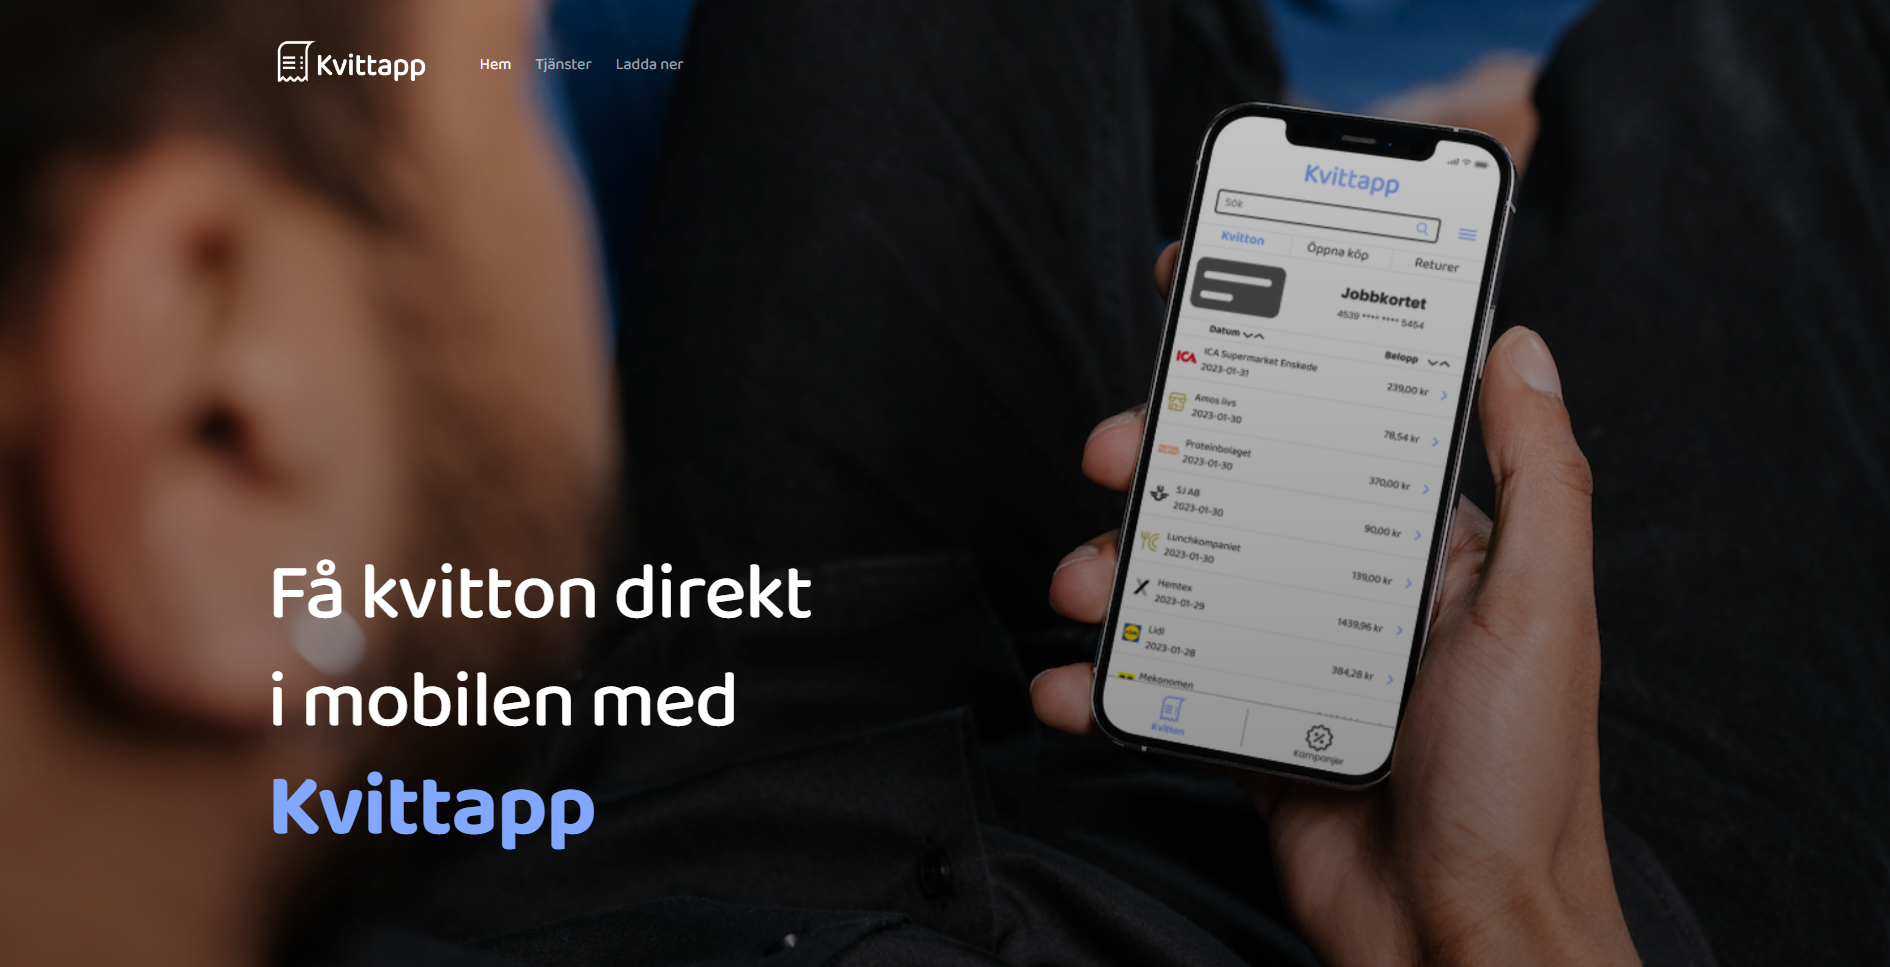 Kvittapp
Hem
Tjänster
Ladda ner
Få kvitton direkt
i mobilen med
Kvittapp
Kvittapp
Sök
Kvitton
Öppna köp
Returer
Jobbkortet
4539 **** **** 5454
Datum
Belopp
ICA
ICA Supermarket Enskede
2023-01-31
239,00 kr
Amos livs
2023-01-30
78,54 kr
Proteinbolaget
2023-01-30
370,00 kr
SJ AB
2023-01-30
90,00 kr
Lunchkompaniet
2023-01-30
139,00 kr
Hemtex
2023-01-29
1439,96 kr
Lidl
2023-01-28
384,28 kr
Mekonomen
Kvitton
Kampanjer